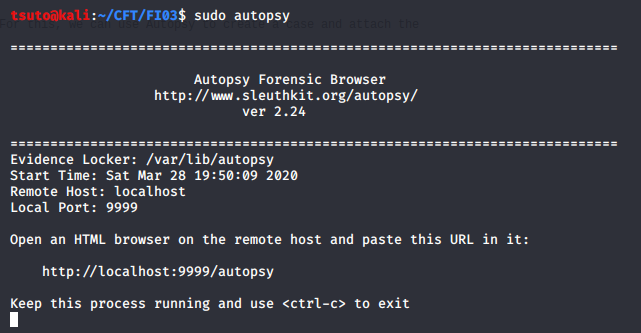 tsuto@kali:~/CFT/FI03$ sudo autopsy
============================================================================
Autopsy Forensic Browser
http://www.sleuthkit.org/autopsy/
ver 2.24
============================================================================
Evidence Locker: /var/lib/autopsy
Start Time: Sat Mar 28 19:50:09 2020
Remote Host: localhost
Local Port: 9999
Open an HTML browser on the remote host and paste this URL in it:
http://localhost:9999/autopsy
Keep this process running and use <ctrl-c> to exit